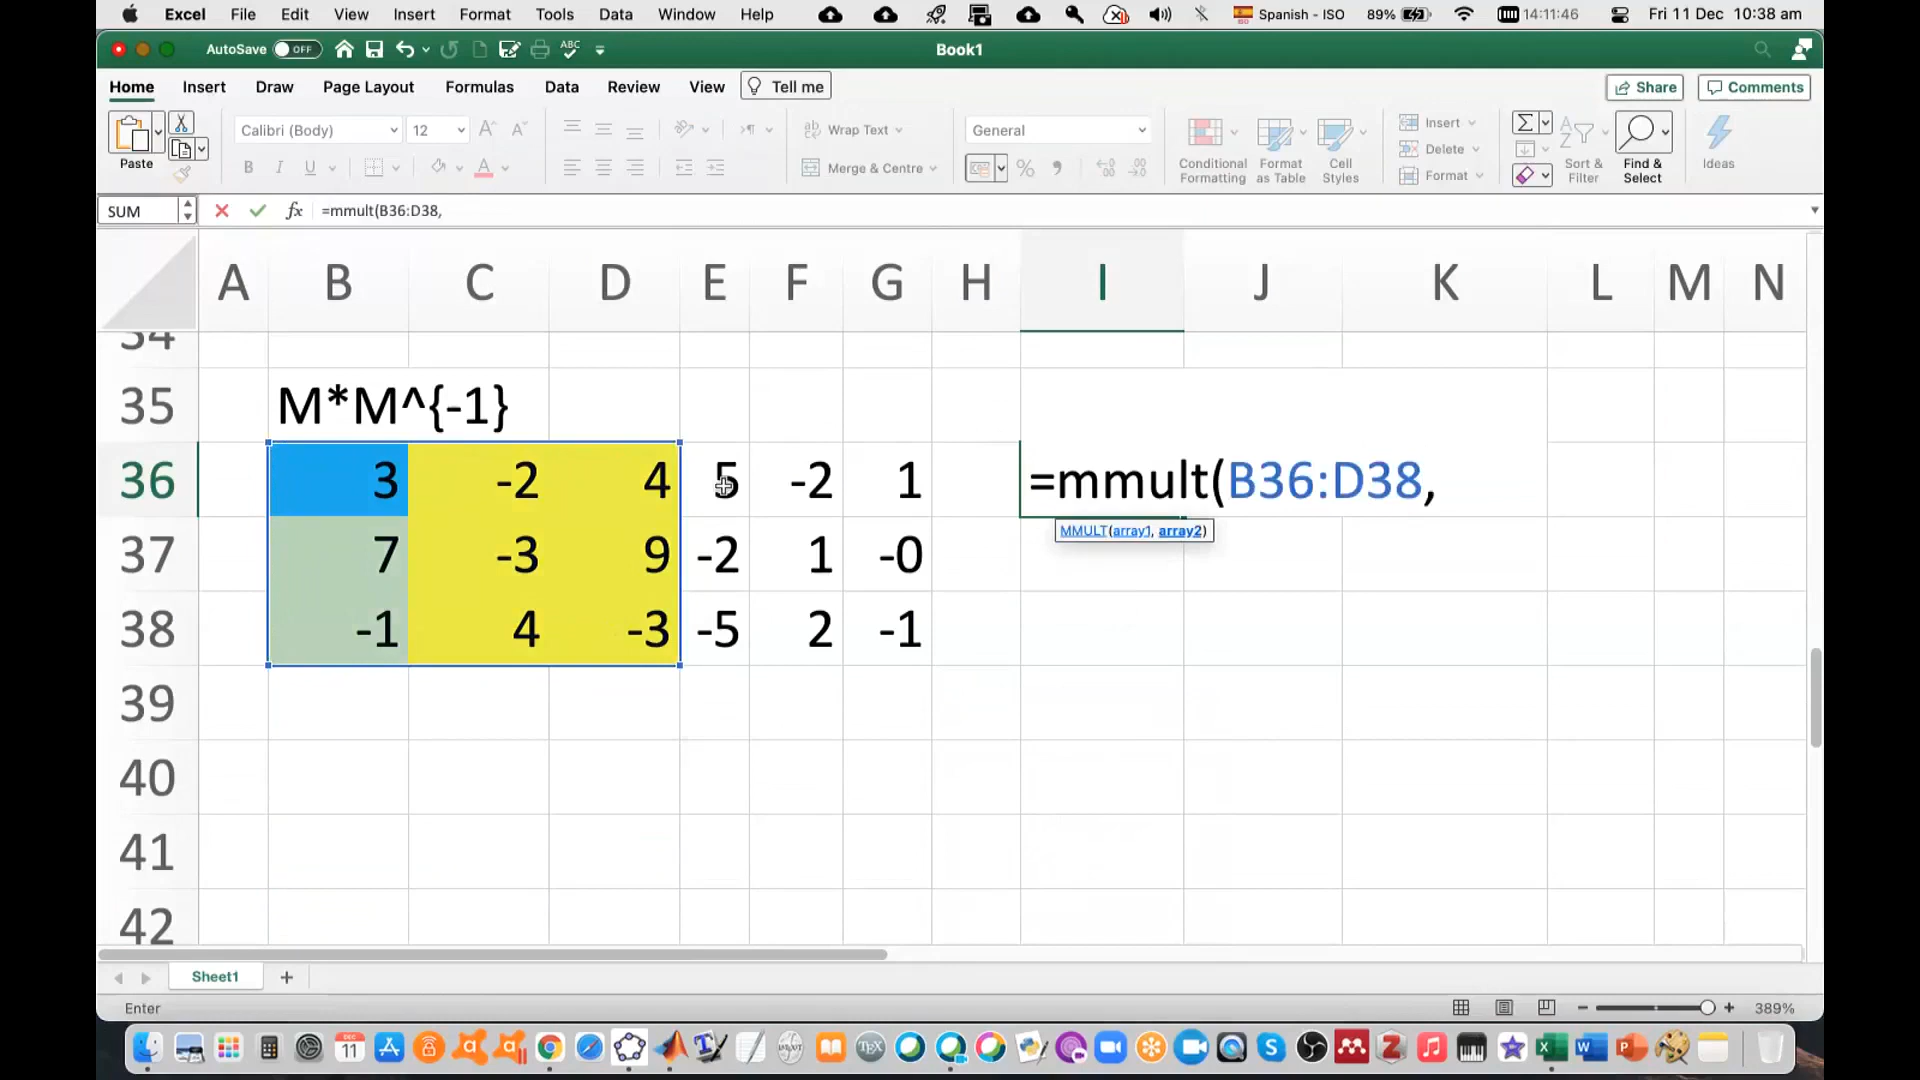 Excel File Edit View Insert Format Tools Data Window Help Spanish - ISO 89% 14:11:46 Fri 11 Dec 10:38 am
AutoSave OFF ABC Book1
Home Insert Draw Page Layout Formulas Data Review View Tell me Share Comments
Paste Calibri (Body) 12 A A Wrap Text General Insert
B I U A Merge & Centre % Delete
Conditional Formatting Format as Table Cell Styles Format Sort & Filter Find & Select Ideas
SUM fx =mmult(B36:D38,
A B C D E F G H I J K L M N
34
35 M*M^{-1}
36 3 -2 4 5 -2 1 =mmult(B36:D38,
MMULT(array1, array2)
37 7 -3 9 -2 1 -0
38 -1 4 -3 -5 2 -1
39
40
41
42
Sheet1 +
Enter 389%